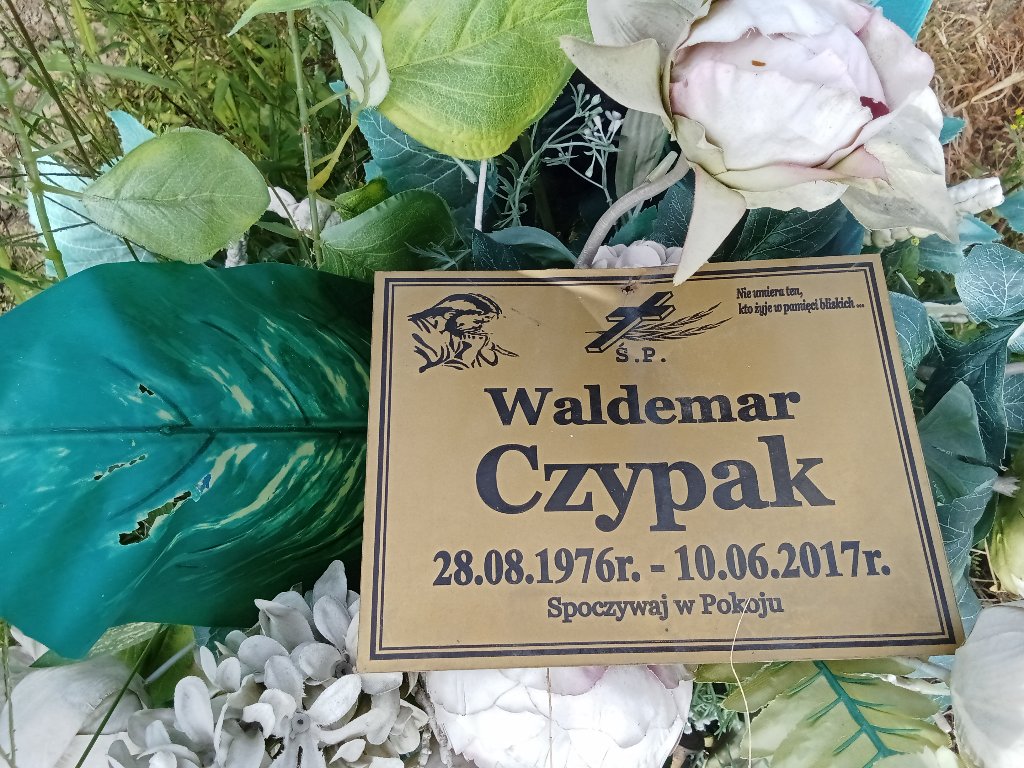 Nie umiera ten,
kto żyje w pamięci bliskich ...
Ś.P.
Waldemar
Czypak
28.08.1976r. - 10.06.2017r.
Spoczywaj w Pokoju